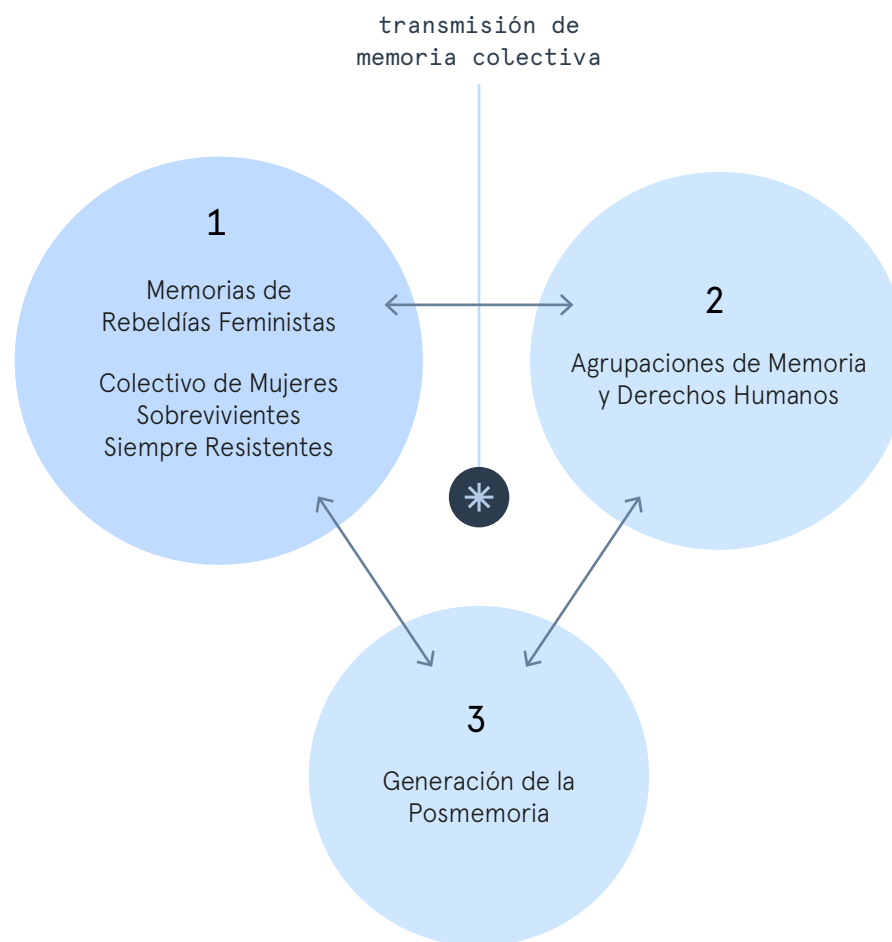 transmisión de
memoria colectiva
1
Memorias de
Rebeldías Feministas
Colectivo de Mujeres
Sobrevivientes
Siempre Resistentes
2
Agrupaciones de Memoria
y Derechos Humanos
3
Generación de la
Posmemoria